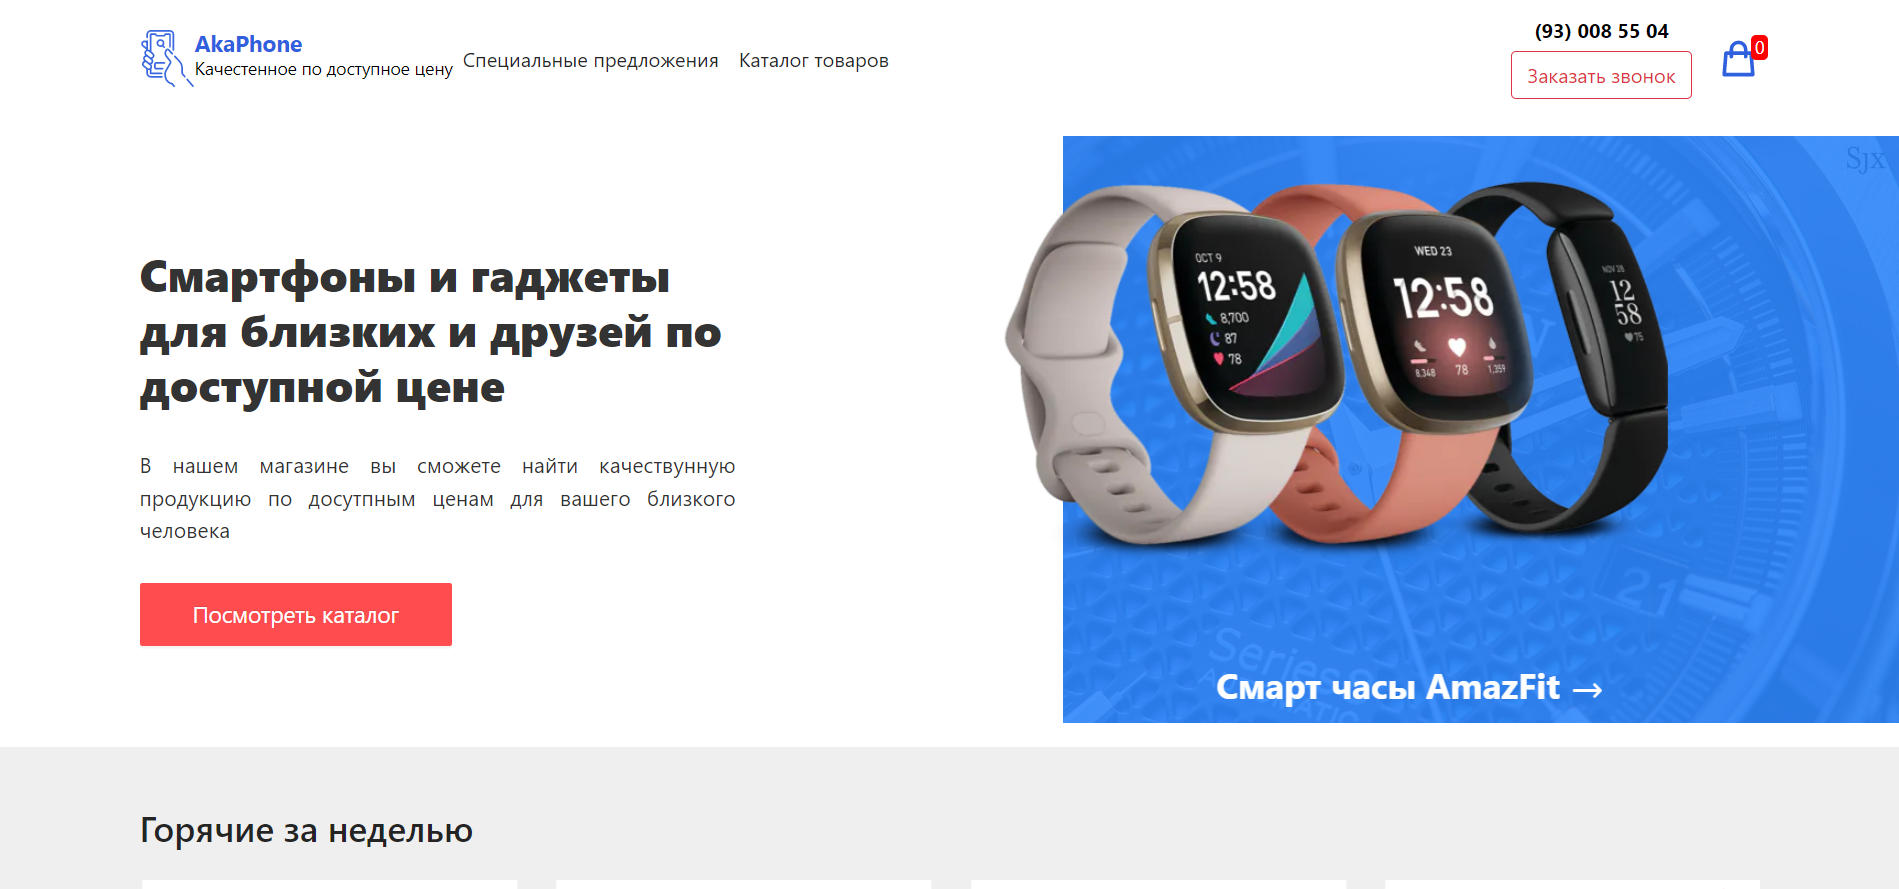 AkaPhone
Качестенное по доступное цену
Специальные предложения
Каталог товаров
(93) 008 55 04
Заказать звонок
0
Смартфоны и гаджеты
для близких и друзей по
доступной цене
В нашем магазине вы сможете найти качествунную
продукцию по досутпным ценам для вашего близкого
человека
Посмотреть каталог
Sjx
OCT 9
12:58
8,700
87
78
WED 23
12:58
8,348 78 1,359
NOV 28
12
58
75
21
Series
Смарт часы AmazFit →
Горячие за неделью